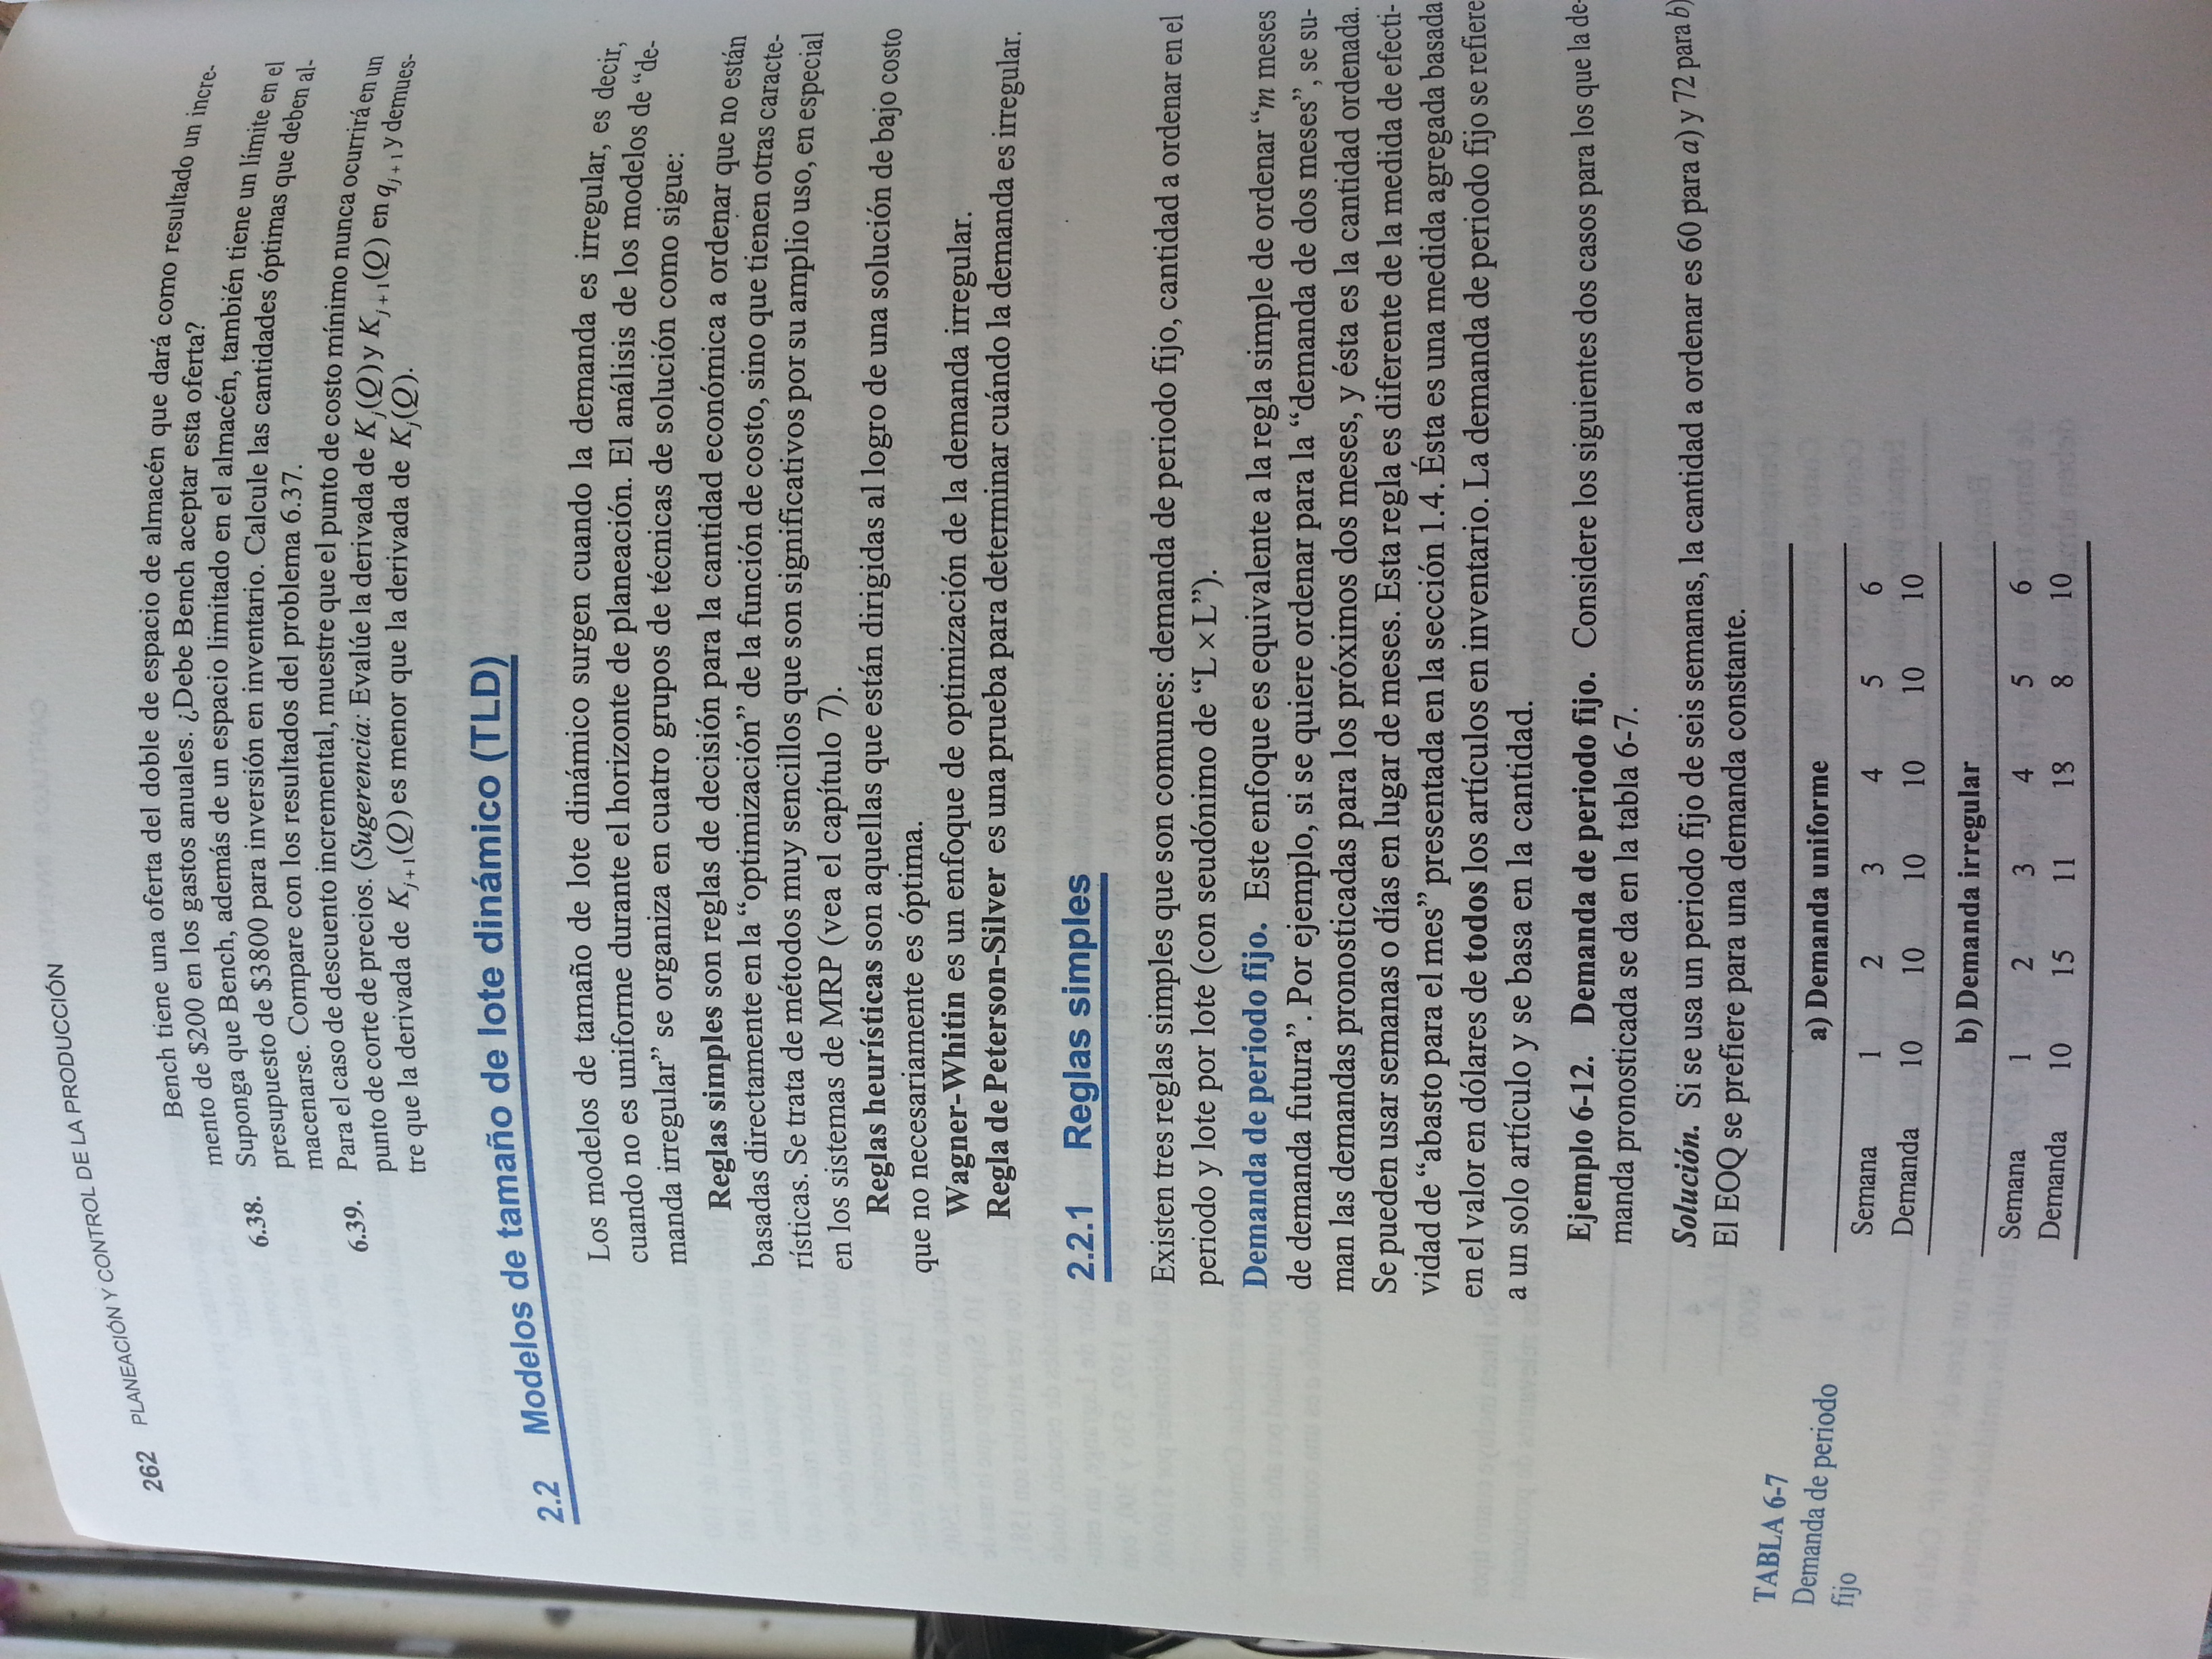 262 PLANEACIÓN Y CONTROL DE LA PRODUCCIÓN
Bench tiene una oferta del doble de espacio de almacén que dará como resultado un incre-
mento de $200 en los gastos anuales. ¿Debe Bench aceptar esta oferta?
6.38. Suponga que Bench, además de un espacio limitado en el almacén, también tiene un límite en el
presupuesto de $3800 para inversión en inventario. Calcule las cantidades óptimas que deben al-
macenarse. Compare con los resultados del problema 6.37.
6.39. Para el caso de descuento incremental, muestre que el punto de costo mínimo nunca ocurrirá en un
punto de corte de precios. (Sugerencia: Evalúe la derivada de Kj(Q) y Kj+1(Q) en qj+1 y demues-
tre que la derivada de Kj+1(Q) es menor que la derivada de Kj(Q).
2.2 Modelos de tamaño de lote dinámico (TLD)
Los modelos de tamaño de lote dinámico surgen cuando la demanda es irregular, es decir,
cuando no es uniforme durante el horizonte de planeación. El análisis de los modelos de “de-
manda irregular” se organiza en cuatro grupos de técnicas de solución como sigue:
Reglas simples son reglas de decisión para la cantidad económica a ordenar que no están
basadas directamente en la “optimización” de la función de costo, sino que tienen otras caracte-
rísticas. Se trata de métodos muy sencillos que son significativos por su amplio uso, en especial
en los sistemas de MRP (vea el capítulo 7).
Reglas heurísticas son aquellas que están dirigidas al logro de una solución de bajo costo
que no necesariamente es óptima.
Wagner-Whitin es un enfoque de optimización de la demanda irregular.
Regla de Peterson-Silver es una prueba para determinar cuándo la demanda es irregular.
2.2.1 Reglas simples
Existen tres reglas simples que son comunes: demanda de periodo fijo, cantidad a ordenar en el
periodo y lote por lote (con seudónimo de “L × L”).
Demanda de periodo fijo. Este enfoque es equivalente a la regla simple de ordenar “m meses
de demanda futura”. Por ejemplo, si se quiere ordenar para la “demanda de dos meses”, se su-
man las demandas pronosticadas para los próximos dos meses, y ésta es la cantidad ordenada.
Se pueden usar semanas o días en lugar de meses. Esta regla es diferente de la medida de efecti-
vidad de “abasto para el mes” presentada en la sección 1.4. Ésta es una medida agregada basada
en el valor en dólares de todos los artículos en inventario. La demanda de periodo fijo se refiere
a un solo artículo y se basa en la cantidad.
Ejemplo 6-12. Demanda de periodo fijo. Considere los siguientes dos casos para los que la de-
manda pronosticada se da en la tabla 6-7.
Solución. Si se usa un periodo fijo de seis semanas, la cantidad a ordenar es 60 para a) y 72 para b)
El EOQ se prefiere para una demanda constante.
TABLA 6-7
Demanda de periodo
fijo
a) Demanda uniforme
Semana 1 2 3 4 5 6
Demanda 10 10 10 10 10 10
b) Demanda irregular
Semana 1 2 3 4 5 6
Demanda 10 15 11 18 8 10